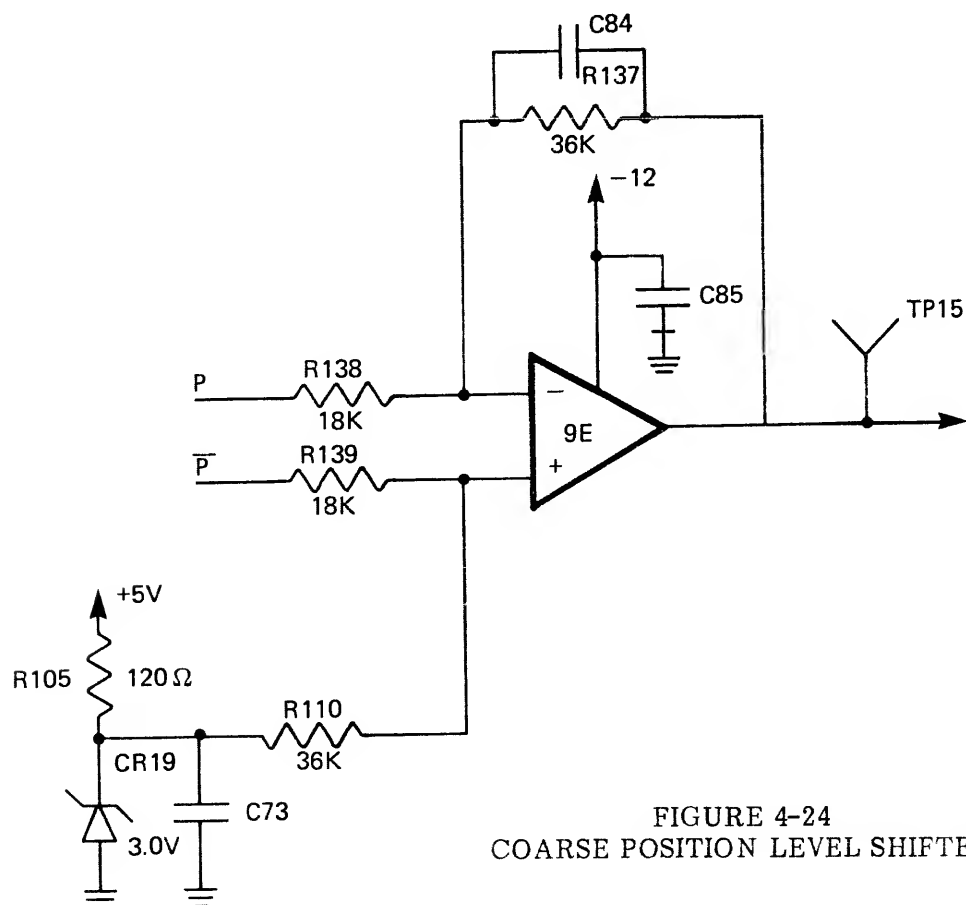 C84
R137
36K
−12
C85
TP15
R138
P
18K
9E
−
+
R139
P̅
18K
+5V
R105 120Ω
R110
36K
CR19
C73
3.0V
FIGURE 4-24
COARSE POSITION LEVEL SHIFTE